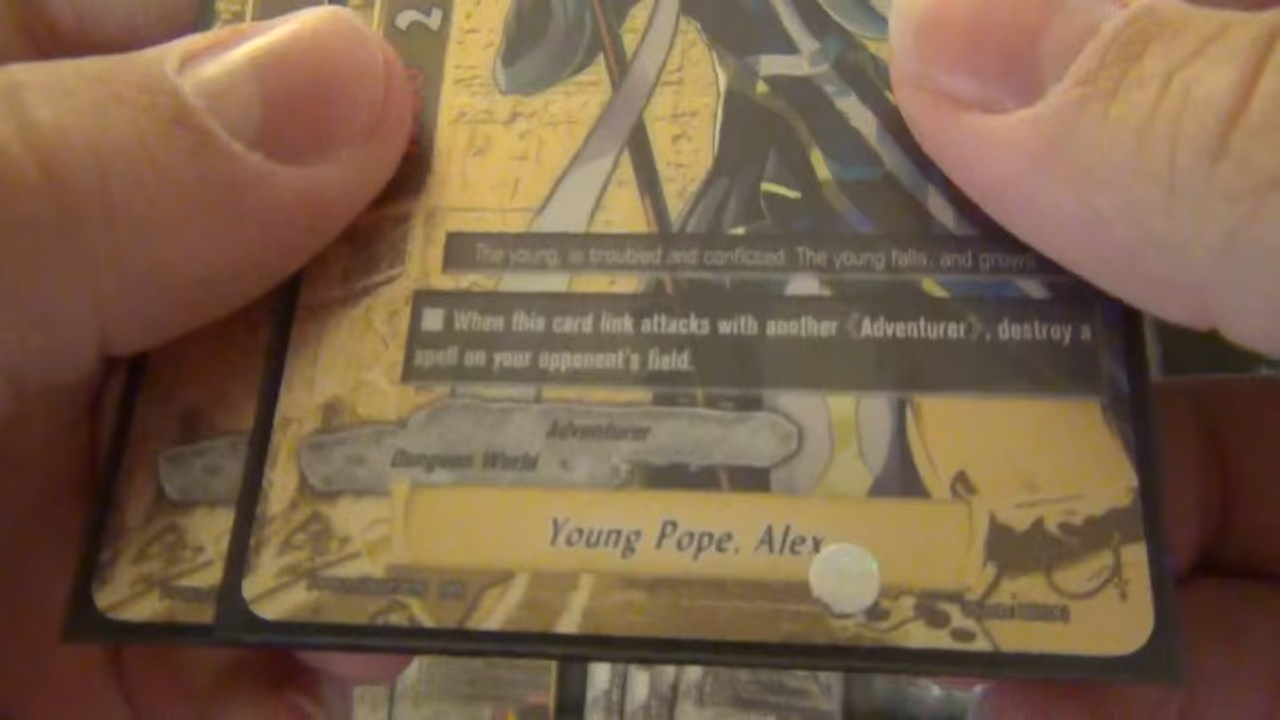 2
The young, is troubled and conflicted. The young falls, and grows
■ When this card link attacks with another 《Adventurer》, destroy a
spell on your opponent's field.
Adventurer
Dungeon World
Young Pope, Alex